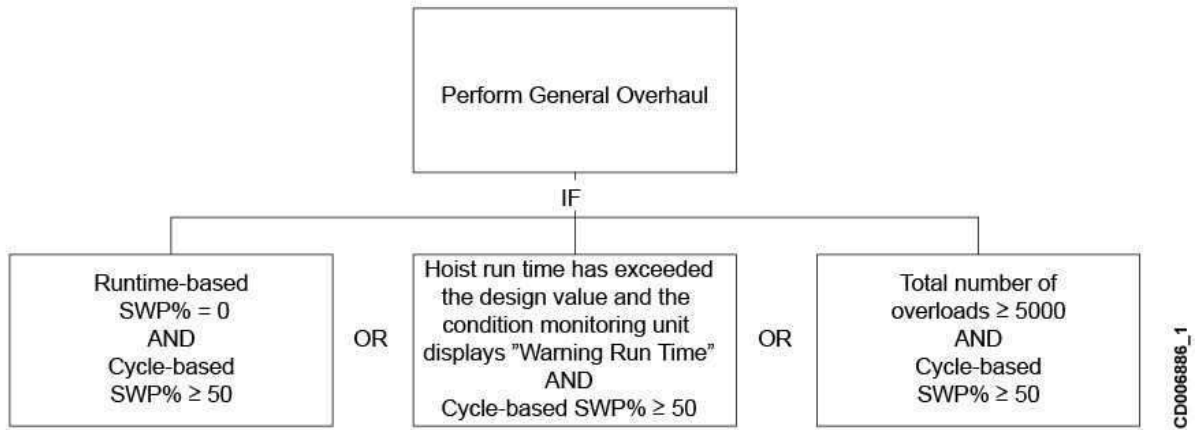 Perform General Overhaul
IF
Runtime-based
SWP% = 0
AND
Cycle-based
SWP% ≥ 50
OR
Hoist run time has exceeded
the design value and the
condition monitoring unit
displays ”Warning Run Time”
AND
Cycle-based SWP% ≥ 50
OR
Total number of
overloads ≥ 5000
AND
Cycle-based
SWP% ≥ 50
CD006886_1